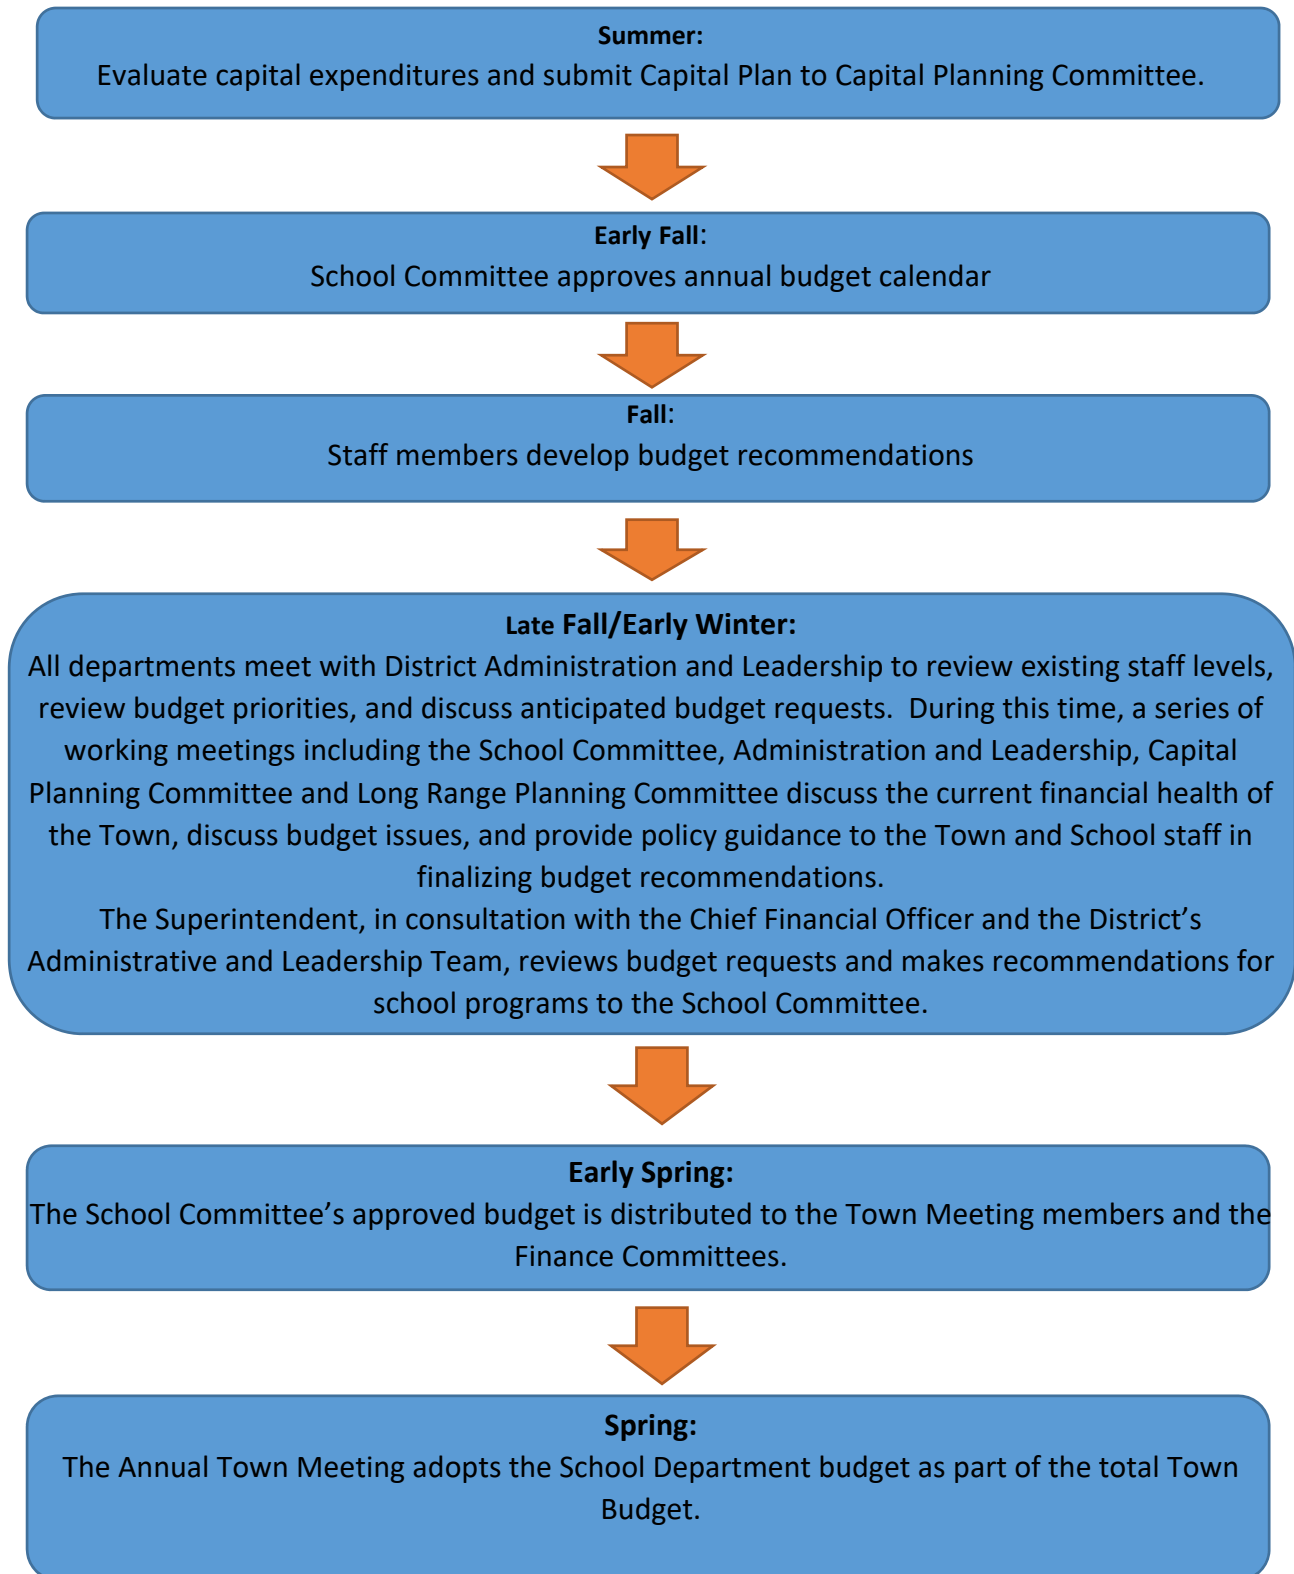 Summer:
Evaluate capital expenditures and submit Capital Plan to Capital Planning Committee.
Early Fall:
School Committee approves annual budget calendar
Fall:
Staff members develop budget recommendations
Late Fall/Early Winter:
All departments meet with District Administration and Leadership to review existing staff levels,
review budget priorities, and discuss anticipated budget requests.  During this time, a series of
working meetings including the School Committee, Administration and Leadership, Capital
Planning Committee and Long Range Planning Committee discuss the current financial health of
the Town, discuss budget issues, and provide policy guidance to the Town and School staff in
finalizing budget recommendations.
The Superintendent, in consultation with the Chief Financial Officer and the District’s
Administrative and Leadership Team, reviews budget requests and makes recommendations for
school programs to the School Committee.
Early Spring:
The School Committee’s approved budget is distributed to the Town Meeting members and the
Finance Committees.
Spring:
The Annual Town Meeting adopts the School Department budget as part of the total Town
Budget.